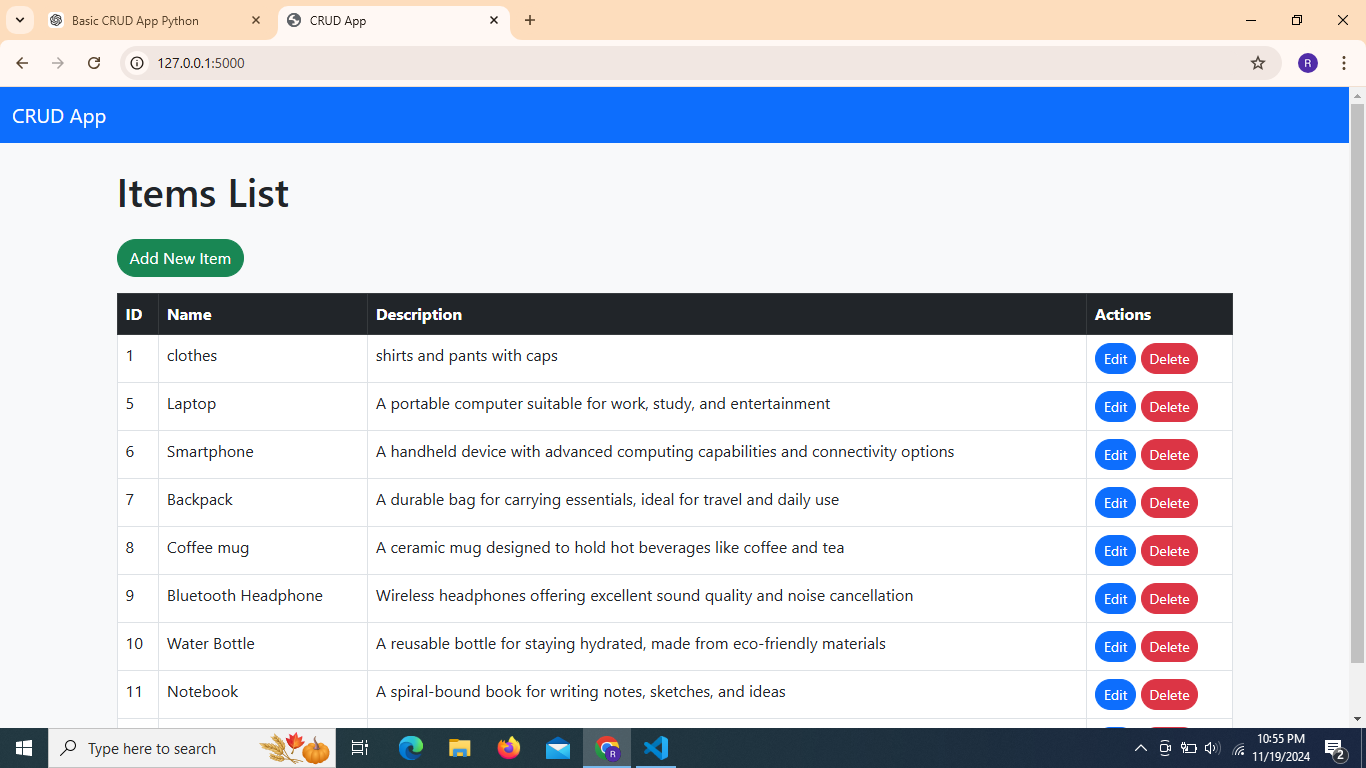 Basic CRUD App Python
CRUD App
127.0.0.1:5000
R
CRUD App
Items List
Add New Item
ID Name Description Actions
1 clothes shirts and pants with caps Edit Delete
5 Laptop A portable computer suitable for work, study, and entertainment Edit Delete
6 Smartphone A handheld device with advanced computing capabilities and connectivity options Edit Delete
7 Backpack A durable bag for carrying essentials, ideal for travel and daily use Edit Delete
8 Coffee mug A ceramic mug designed to hold hot beverages like coffee and tea Edit Delete
9 Bluetooth Headphone Wireless headphones offering excellent sound quality and noise cancellation Edit Delete
10 Water Bottle A reusable bottle for staying hydrated, made from eco-friendly materials Edit Delete
11 Notebook A spiral-bound book for writing notes, sketches, and ideas Edit Delete
Type here to search
R
10:55 PM
11/19/2024
2